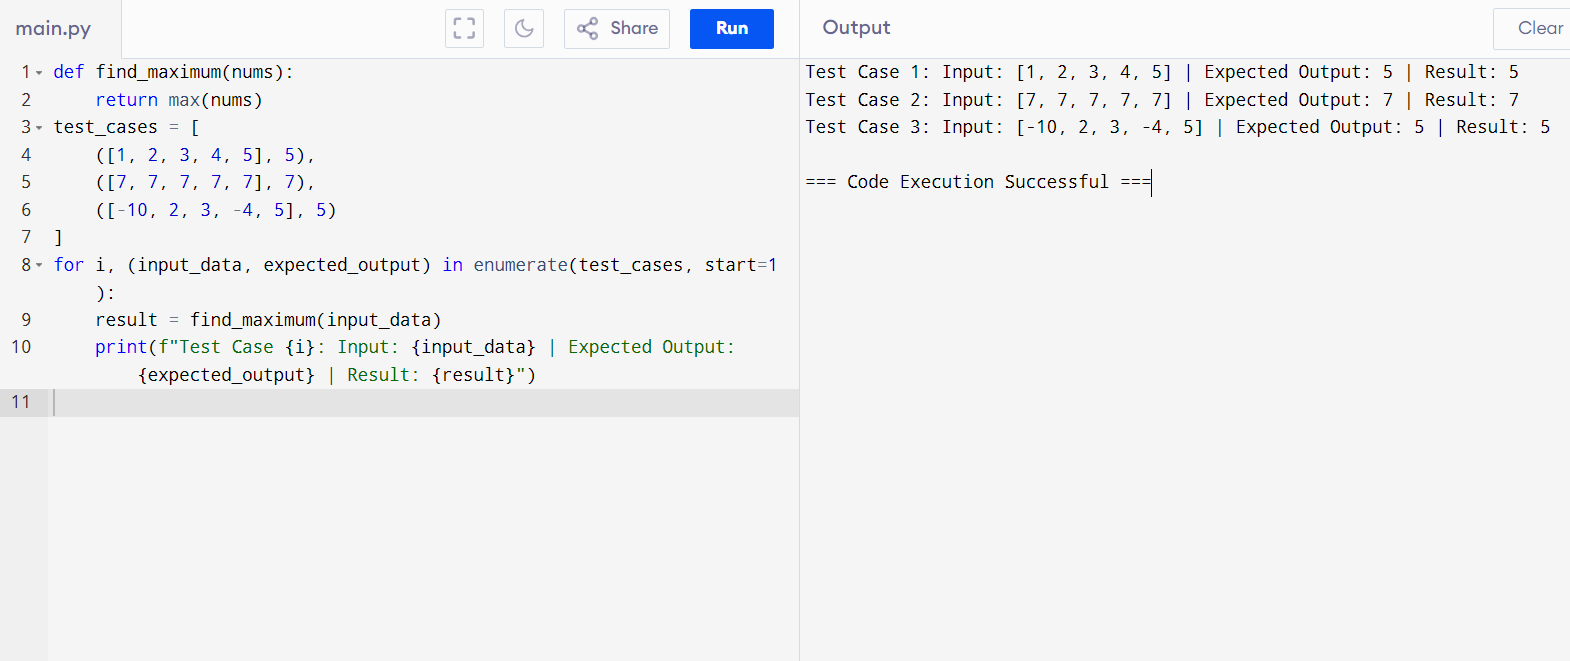 main.py
Share
Run
Output
Clear
1 def find_maximum(nums):
2     return max(nums)
3 test_cases = [
4     ([1, 2, 3, 4, 5], 5),
5     ([7, 7, 7, 7, 7], 7),
6     ([-10, 2, 3, -4, 5], 5)
7 ]
8 for i, (input_data, expected_output) in enumerate(test_cases, start=1
    ):
9     result = find_maximum(input_data)
10     print(f"Test Case {i}: Input: {input_data} | Expected Output:
        {expected_output} | Result: {result}")
11
Test Case 1: Input: [1, 2, 3, 4, 5] | Expected Output: 5 | Result: 5
Test Case 2: Input: [7, 7, 7, 7, 7] | Expected Output: 7 | Result: 7
Test Case 3: Input: [-10, 2, 3, -4, 5] | Expected Output: 5 | Result: 5
=== Code Execution Successful ===